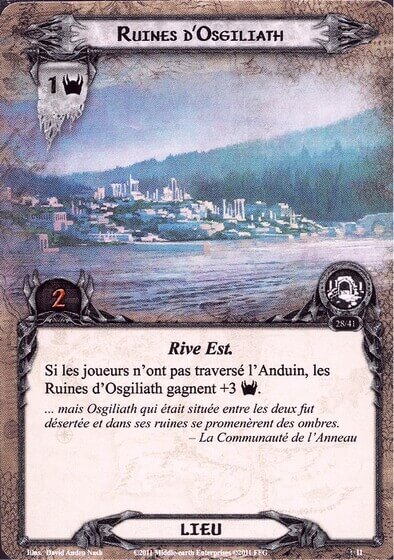 Ruines d'Osgiliath
1
2
28/41
Rive Est.
Si les joueurs n'ont pas traversé l'Anduin, les
Ruines d'Osgiliath gagnent +3 .
... mais Osgiliath qui était située entre les deux fut
désertée et dans ses ruines se promenèrent des ombres.
– La Communauté de l'Anneau
LIEU
Illus. David Auden Nash
©2011 Middle-earth Enterprises ©2011 FFG